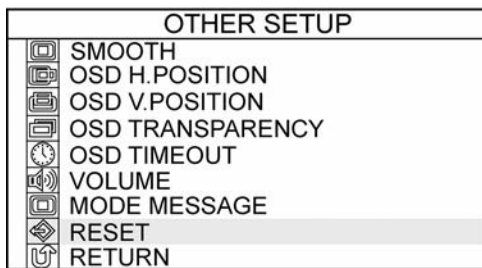 OTHER SETUP
SMOOTH
OSD H.POSITION
OSD V.POSITION
OSD TRANSPARENCY
OSD TIMEOUT
VOLUME
MODE MESSAGE
RESET
RETURN